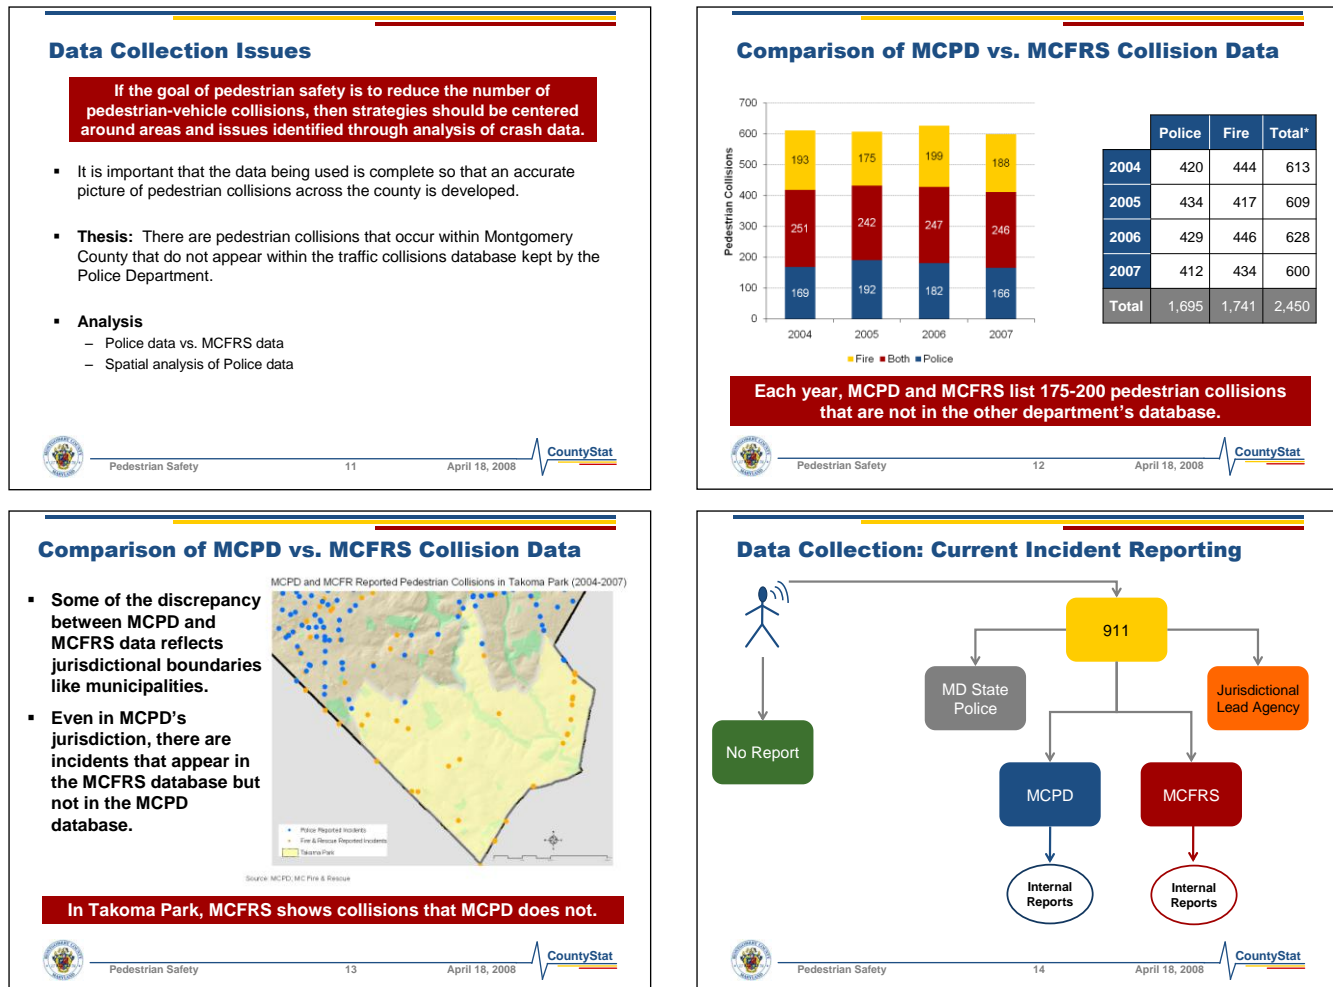 Data Collection Issues
If the goal of pedestrian safety is to reduce the number of
pedestrian-vehicle collisions, then strategies should be centered
around areas and issues identified through analysis of crash data.
▪ It is important that the data being used is complete so that an accurate
picture of pedestrian collisions across the county is developed.
▪ Thesis: There are pedestrian collisions that occur within Montgomery
County that do not appear within the traffic collisions database kept by the
Police Department.
▪ Analysis
– Police data vs. MCFRS data
– Spatial analysis of Police data
Pedestrian Safety 11 April 18, 2008
CountyStat
Comparison of MCPD vs. MCFRS Collision Data
Pedestrian Collisions
700
600
500
400
300
200
100
0
193 175 199 188
251 242 247 246
169 192 182 166
2004 2005 2006 2007
Fire Both Police
Police Fire Total*
2004 420 444 613
2005 434 417 609
2006 429 446 628
2007 412 434 600
Total 1,695 1,741 2,450
Each year, MCPD and MCFRS list 175-200 pedestrian collisions
that are not in the other department's database.
Pedestrian Safety 12 April 18, 2008
CountyStat
Comparison of MCPD vs. MCFRS Collision Data
▪ Some of the discrepancy
between MCPD and
MCFRS data reflects
jurisdictional boundaries
like municipalities.
▪ Even in MCPD's
jurisdiction, there are
incidents that appear in
the MCFRS database but
not in the MCPD
database.
MCPD and MCFR Reported Pedestrian Collisions in Takoma Park (2004-2007)
Police Reported Incidents
Fire & Rescue Reported Incidents
Takoma Park
Source: MCPD, MC Fire & Rescue
In Takoma Park, MCFRS shows collisions that MCPD does not.
Pedestrian Safety 13 April 18, 2008
CountyStat
Data Collection: Current Incident Reporting
911
MD State
Police
Jurisdictional
Lead Agency
No Report
MCPD
MCFRS
Internal
Reports
Internal
Reports
Pedestrian Safety 14 April 18, 2008
CountyStat